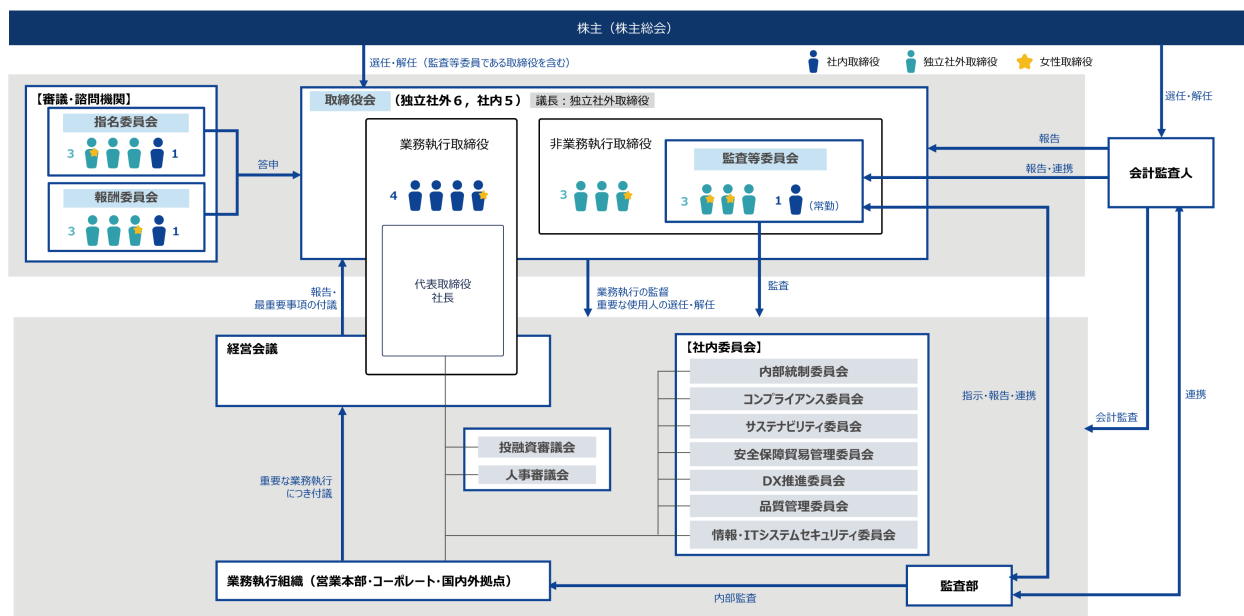 株主（株主総会）
選任・解任（監査等委員である取締役を含む）
社内取締役
独立社外取締役
女性取締役
選任・解任
【審議・諮問機関】
指名委員会
3
1
報酬委員会
3
1
答申
取締役会
（独立社外６，社内５）
議長：独立社外取締役
業務執行取締役
4
代表取締役
社長
非業務執行取締役
3
監査等委員会
3
1
（常勤）
報告
報告・連携
会計監査人
報告・
最重要事項の付議
業務執行の監督
重要な使用人の選任・解任
監査
経営会議
【社内委員会】
内部統制委員会
コンプライアンス委員会
サステナビリティ委員会
安全保障貿易管理委員会
DX推進委員会
品質管理委員会
情報・ITシステムセキュリティ委員会
指示・報告・連携
連携
会計監査
投融資審議会
人事審議会
重要な業務執行
につき付議
業務執行組織（営業本部・コーポレート・国内外拠点）
内部監査
監査部